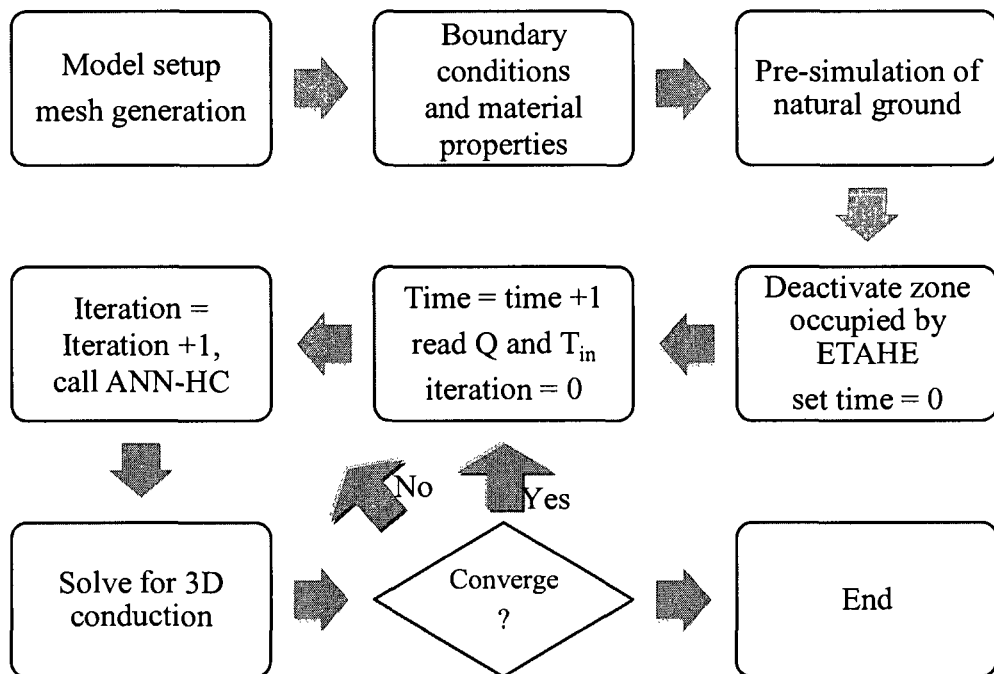 Model setup
mesh generation
Boundary
conditions
and material
properties
Pre-simulation of
natural ground
Deactivate zone
occupied by
ETAHE
set time = 0
Time = time +1
read Q and T_in
iteration = 0
Iteration =
Iteration +1,
call ANN-HC
No
Yes
Solve for 3D
conduction
Converge
?
End